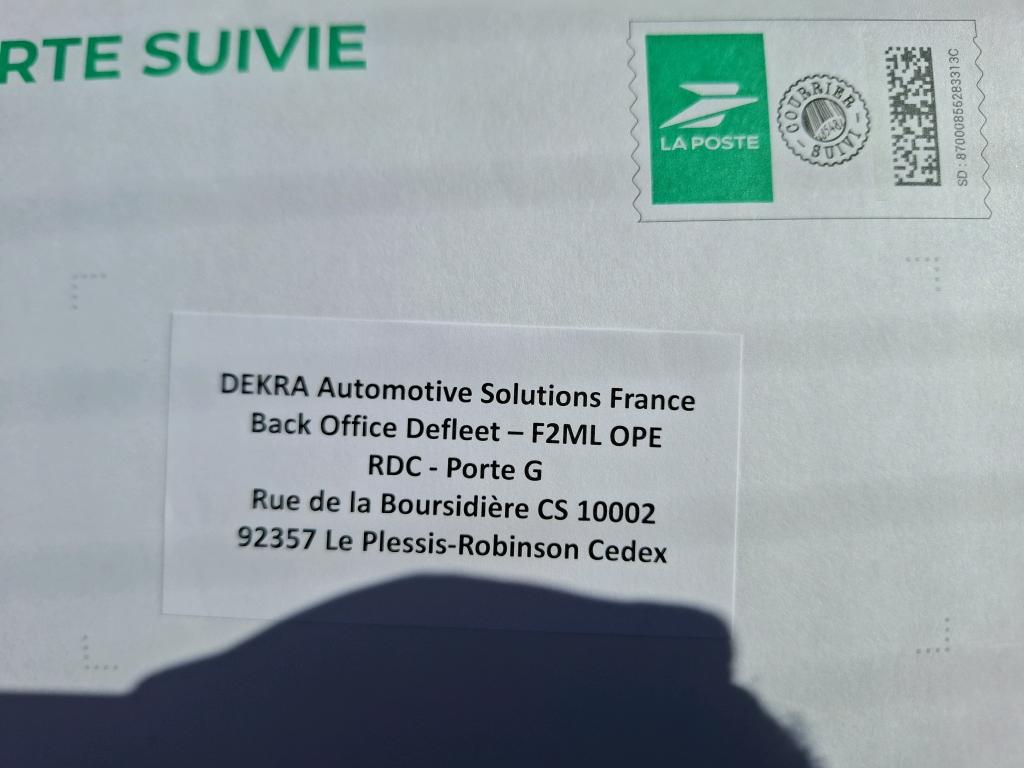 RTE SUIVIE
LA POSTE
COURRIER
SUIVI
SD : 87000856283313C
DEKRA Automotive Solutions France
Back Office Defleet – F2ML OPE
RDC - Porte G
Rue de la Boursidière CS 10002
92357 Le Plessis-Robinson Cedex